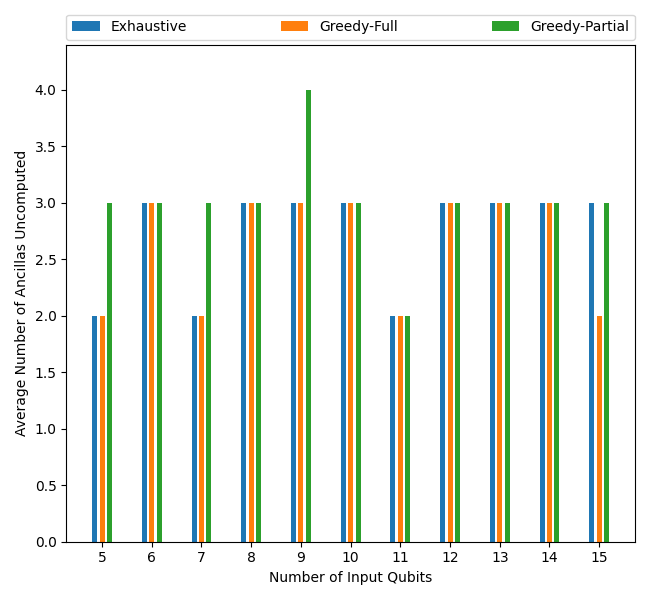 Exhaustive Greedy-Full Greedy-Partial
Average Number of Ancillas Uncomputed
4.0
3.5
3.0
2.5
2.0
1.5
1.0
0.5
0.0
5 6 7 8 9 10 11 12 13 14 15
Number of Input Qubits